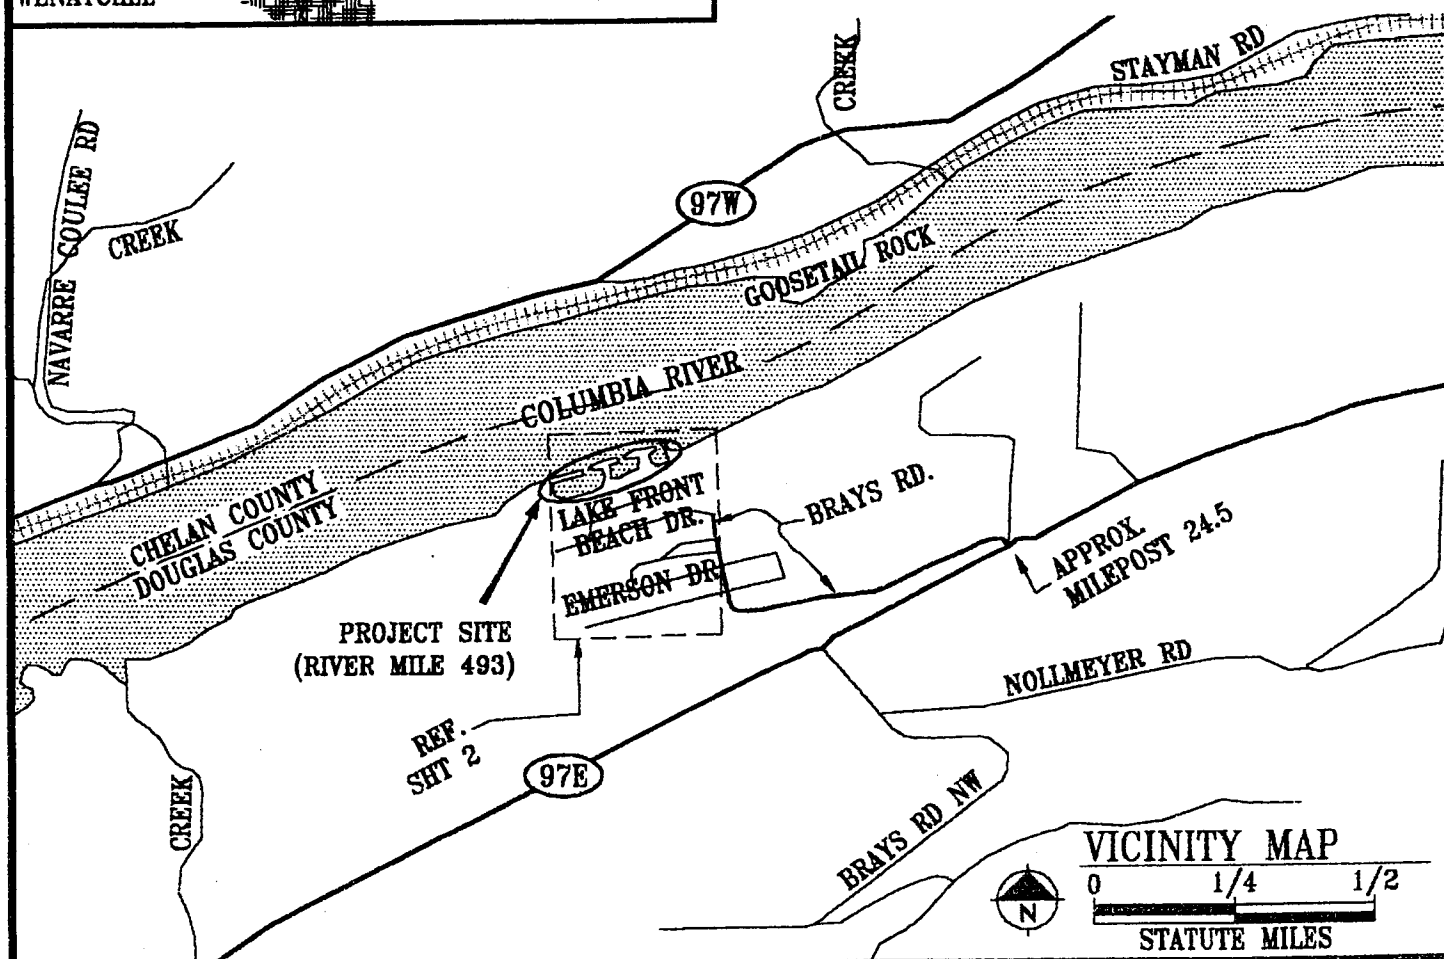 WENATCHEE
CREEK
STAYMAN RD
NAVARRE COULEE RD
CREEK
97W
GOOSETAIL ROCK
COLUMBIA RIVER
CHELAN COUNTY
DOUGLAS COUNTY
LAKE FRONT
BEACH DR.
BRAYS RD.
EMERSON DR
APPROX.
MILEPOST 24.5
PROJECT SITE
(RIVER MILE 493)
NOLLMEYER RD
REF.
SHT 2
97E
CREEK
BRAYS RD NW
VICINITY MAP
0 1/4 1/2
N
STATUTE MILES